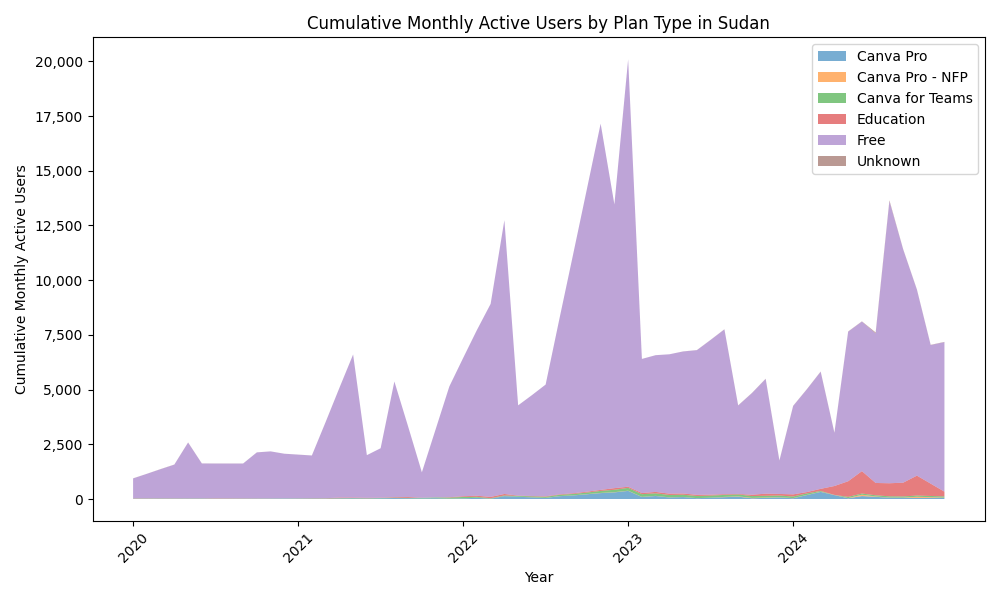 Cumulative Monthly Active Users by Plan Type in Sudan
Canva Pro
Canva Pro - NFP
Canva for Teams
Education
Free
Unknown
Cumulative Monthly Active Users
20,000
17,500
15,000
12,500
10,000
7,500
5,000
2,500
0
2020
2021
2022
2023
2024
Year